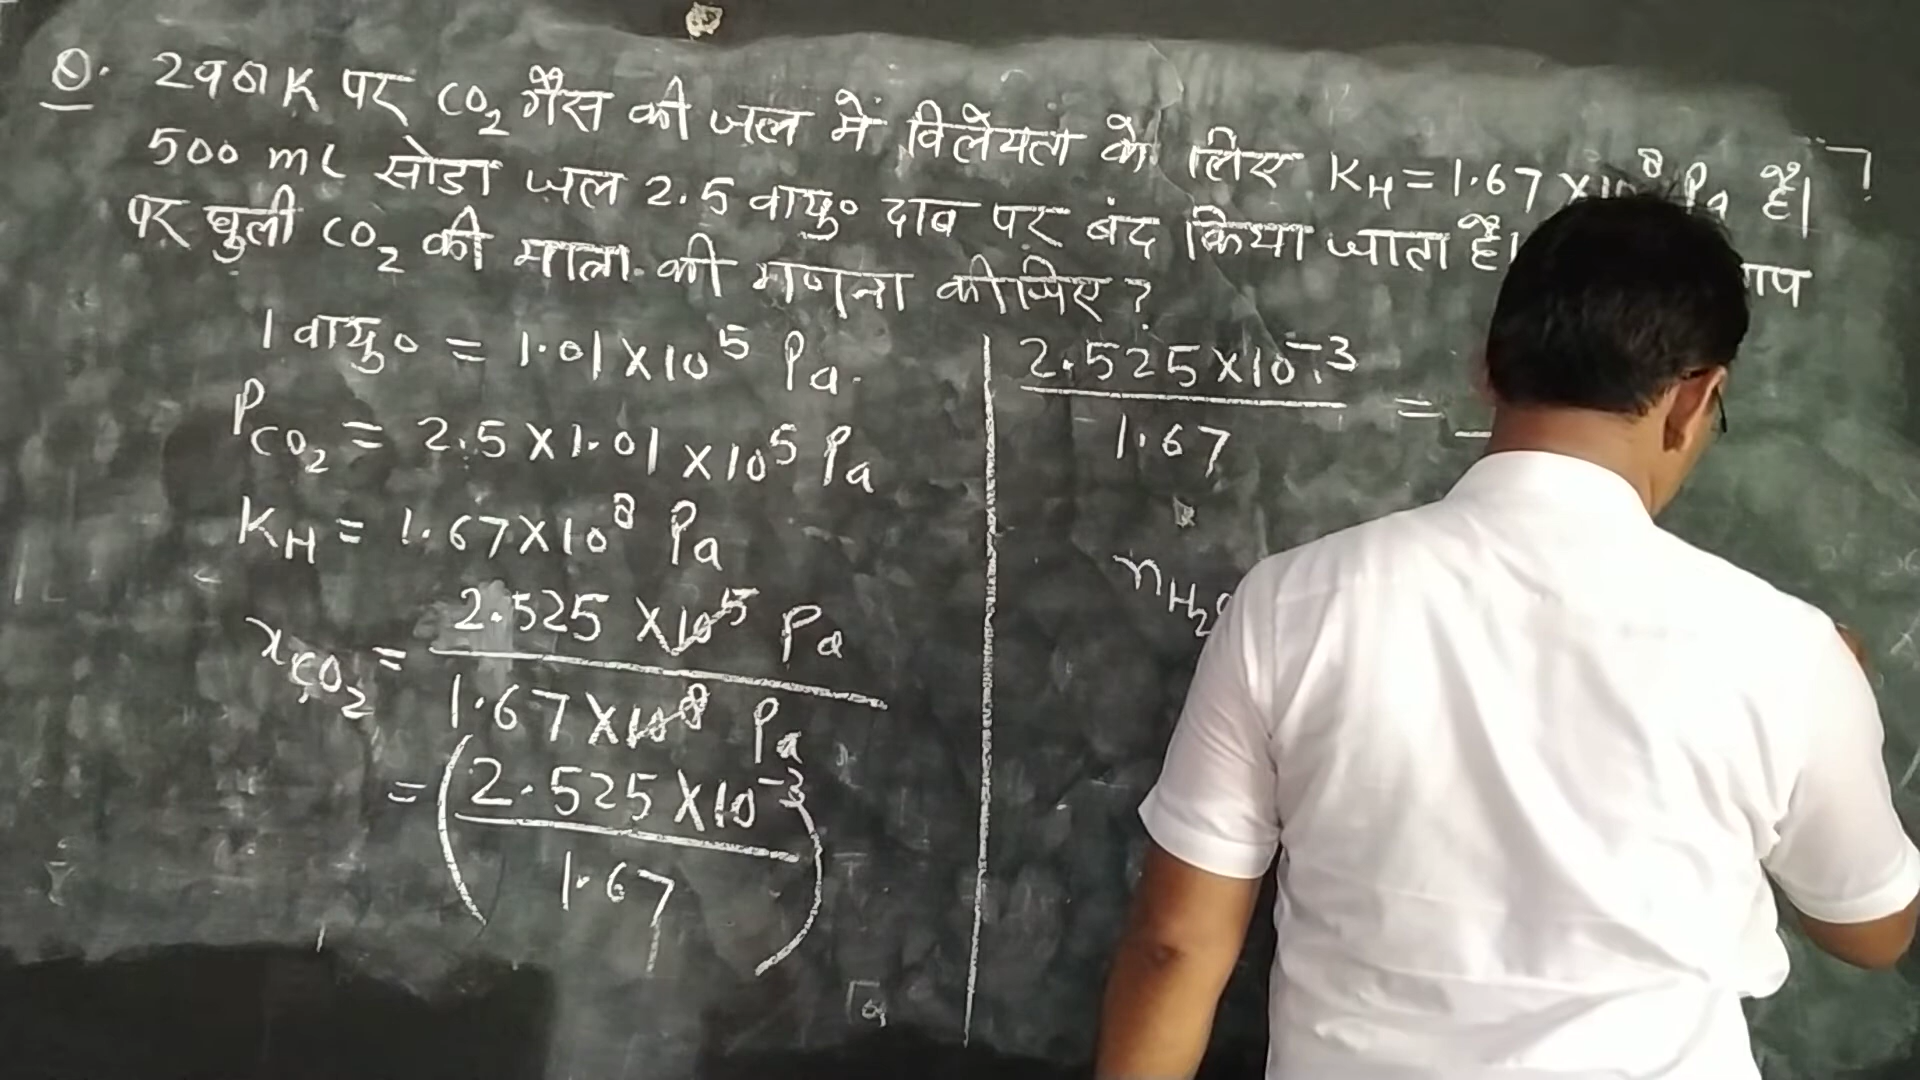 Q. 298 K पर CO₂ गैस की जल में विलेयता के लिए K_H = 1.67 × 10⁸ Pa है।
500 mL सोडा जल 2.5 वायु० दाब पर बंद किया जाता है।
पर घुली CO₂ की मात्रा की गणना कीजिए ?
1 वायु० = 1.01 × 10⁵ Pa.
P_CO₂ = 2.5 × 1.01 × 10⁵ Pa
K_H = 1.67 × 10⁸ Pa
x_CO₂ = 2.525 × 10⁵ Pa
1.67 × 10⁸ Pa
= (2.525 × 10⁻³
1.67)
2.525 × 10⁻³ =
1.67
n_H₂